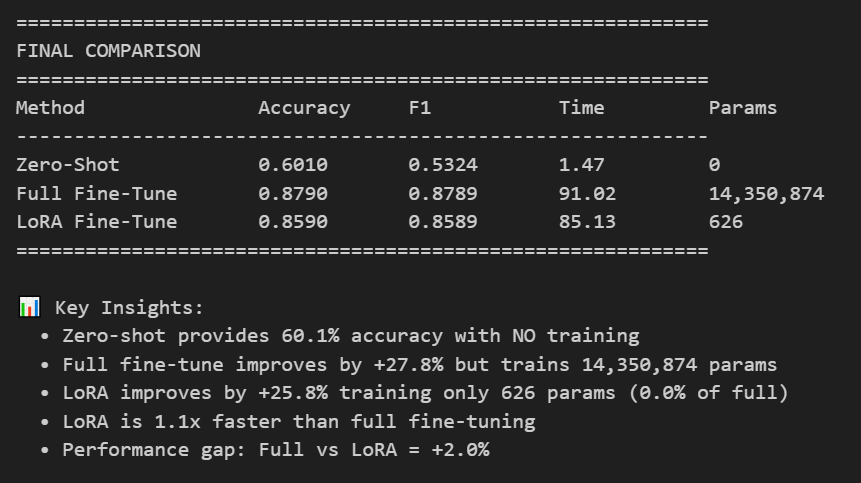 ============================================================
FINAL COMPARISON
============================================================
Method               Accuracy     F1           Time         Params
------------------------------------------------------------
Zero-Shot            0.6010       0.5324       1.47         0
Full Fine-Tune       0.8790       0.8789       91.02        14,350,874
LoRA Fine-Tune       0.8590       0.8589       85.13        626
============================================================
📊 Key Insights:
• Zero-shot provides 60.1% accuracy with NO training
• Full fine-tune improves by +27.8% but trains 14,350,874 params
• LoRA improves by +25.8% training only 626 params (0.0% of full)
• LoRA is 1.1x faster than full fine-tuning
• Performance gap: Full vs LoRA = +2.0%